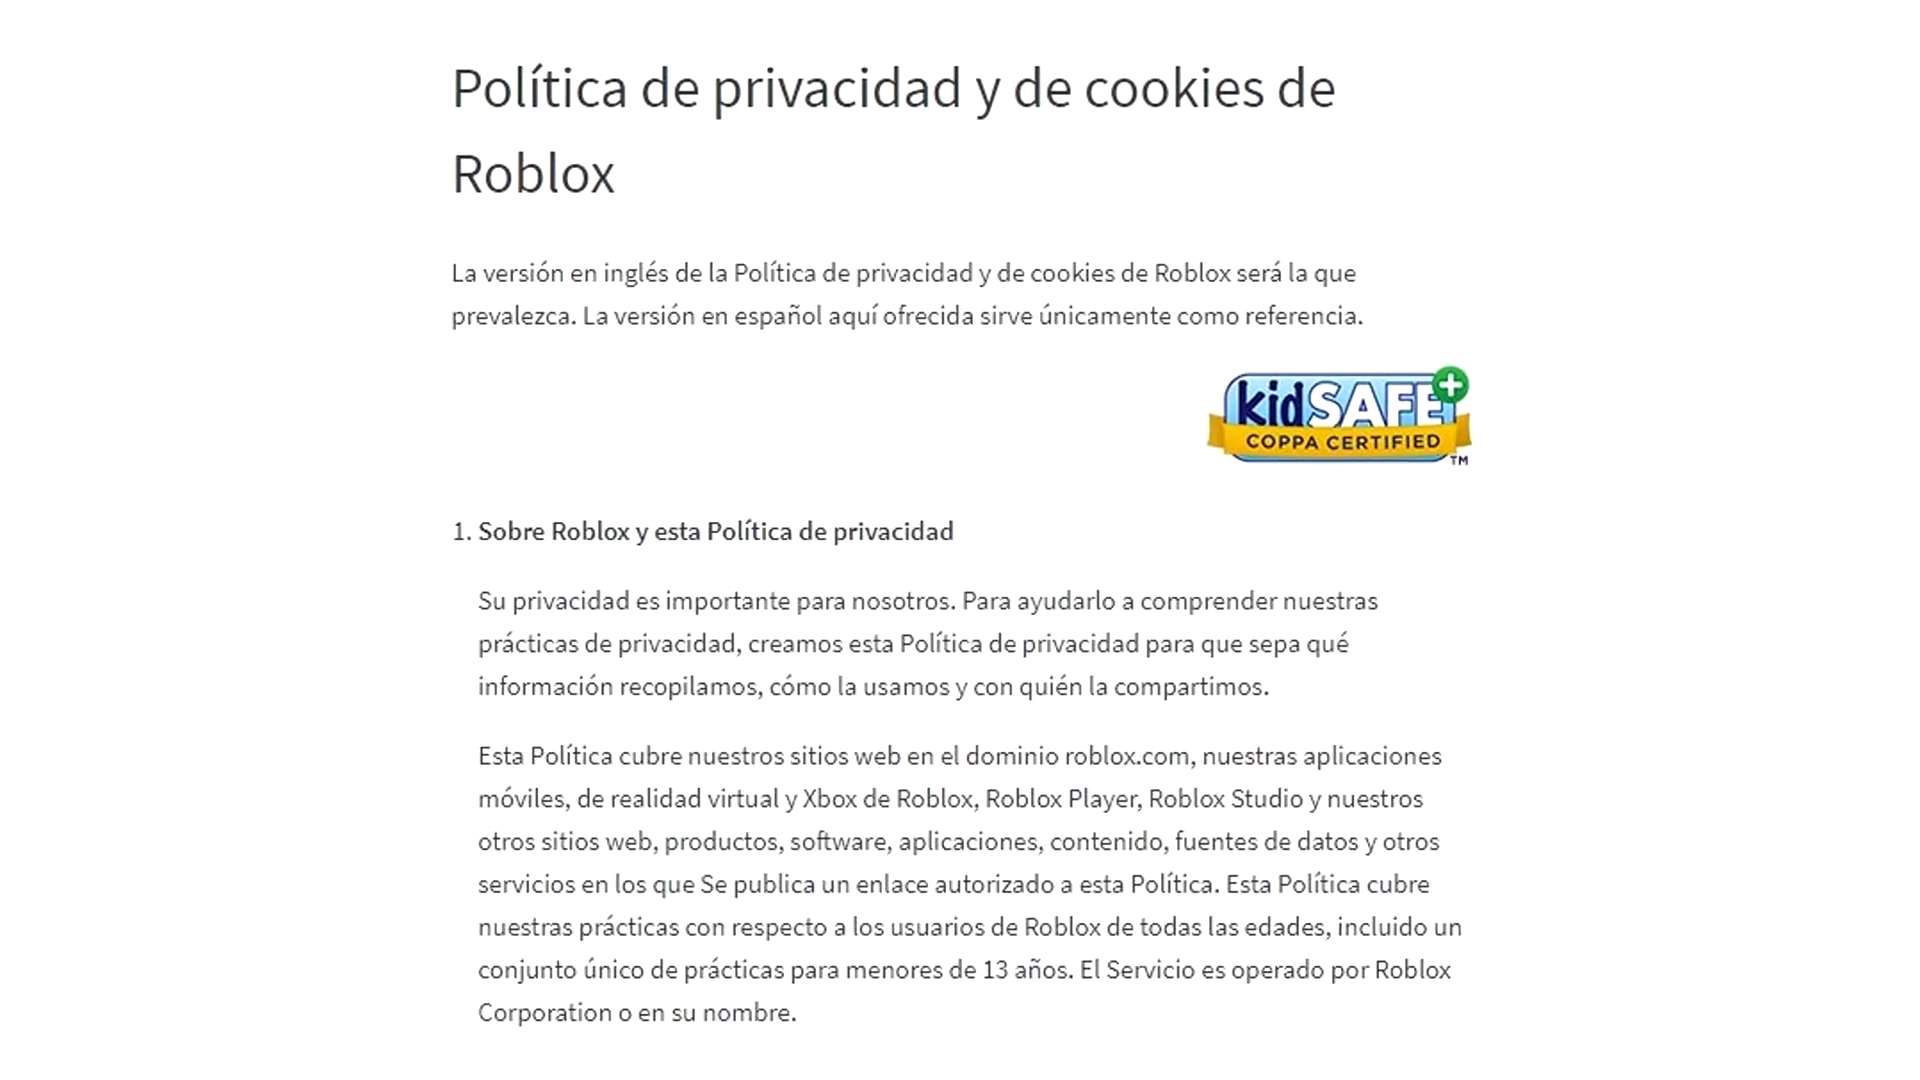 Política de privacidad y de cookies de
Roblox
La versión en inglés de la Política de privacidad y de cookies de Roblox será la que
prevalezca. La versión en español aquí ofrecida sirve únicamente como referencia.
kidSAFE+
COPPA CERTIFIED
TM
1. Sobre Roblox y esta Política de privacidad
Su privacidad es importante para nosotros. Para ayudarlo a comprender nuestras
prácticas de privacidad, creamos esta Política de privacidad para que sepa qué
información recopilamos, cómo la usamos y con quién la compartimos.
Esta Política cubre nuestros sitios web en el dominio roblox.com, nuestras aplicaciones
móviles, de realidad virtual y Xbox de Roblox, Roblox Player, Roblox Studio y nuestros
otros sitios web, productos, software, aplicaciones, contenido, fuentes de datos y otros
servicios en los que Se publica un enlace autorizado a esta Política. Esta Política cubre
nuestras prácticas con respecto a los usuarios de Roblox de todas las edades, incluido un
conjunto único de prácticas para menores de 13 años. El Servicio es operado por Roblox
Corporation o en su nombre.